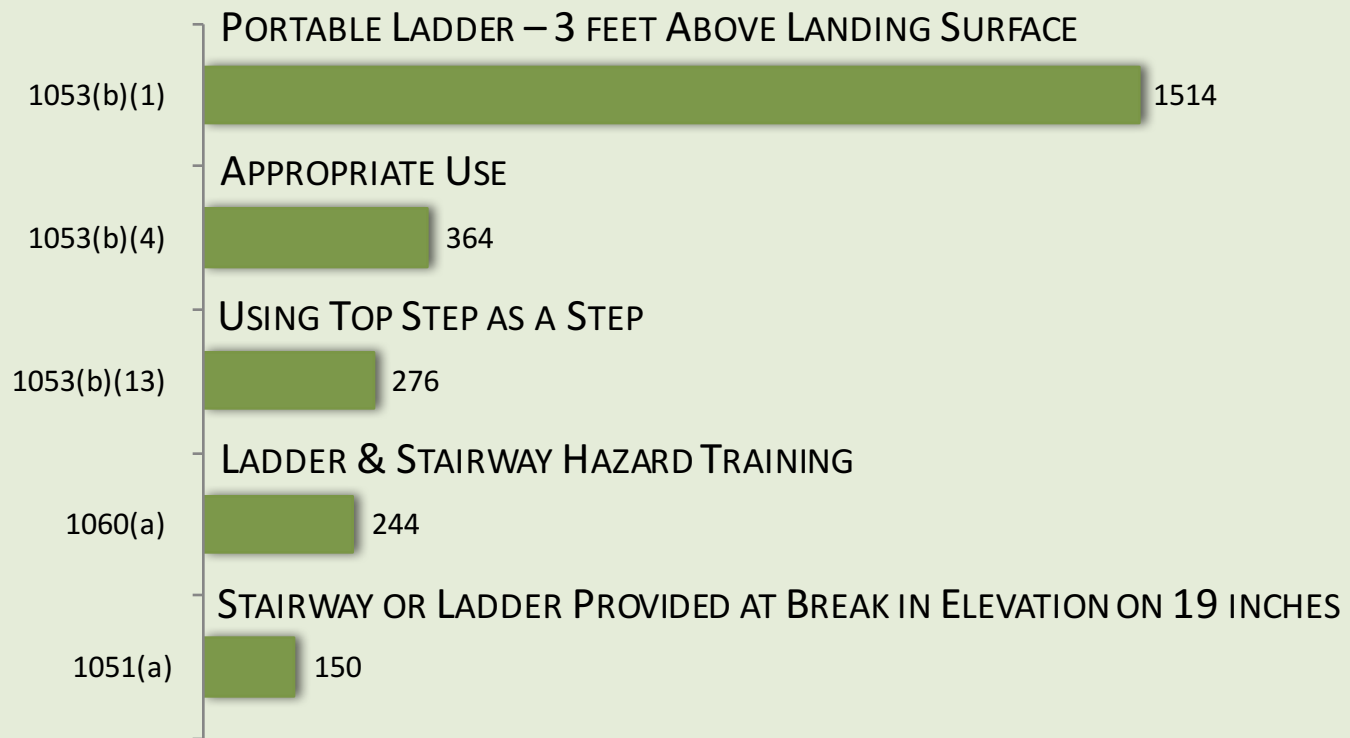 PORTABLE LADDER – 3 FEET ABOVE LANDING SURFACE
1053(b)(1) 1514
APPROPRIATE USE
1053(b)(4) 364
USING TOP STEP AS A STEP
1053(b)(13) 276
LADDER & STAIRWAY HAZARD TRAINING
1060(a) 244
STAIRWAY OR LADDER PROVIDED AT BREAK IN ELEVATION ON 19 INCHES
1051(a) 150